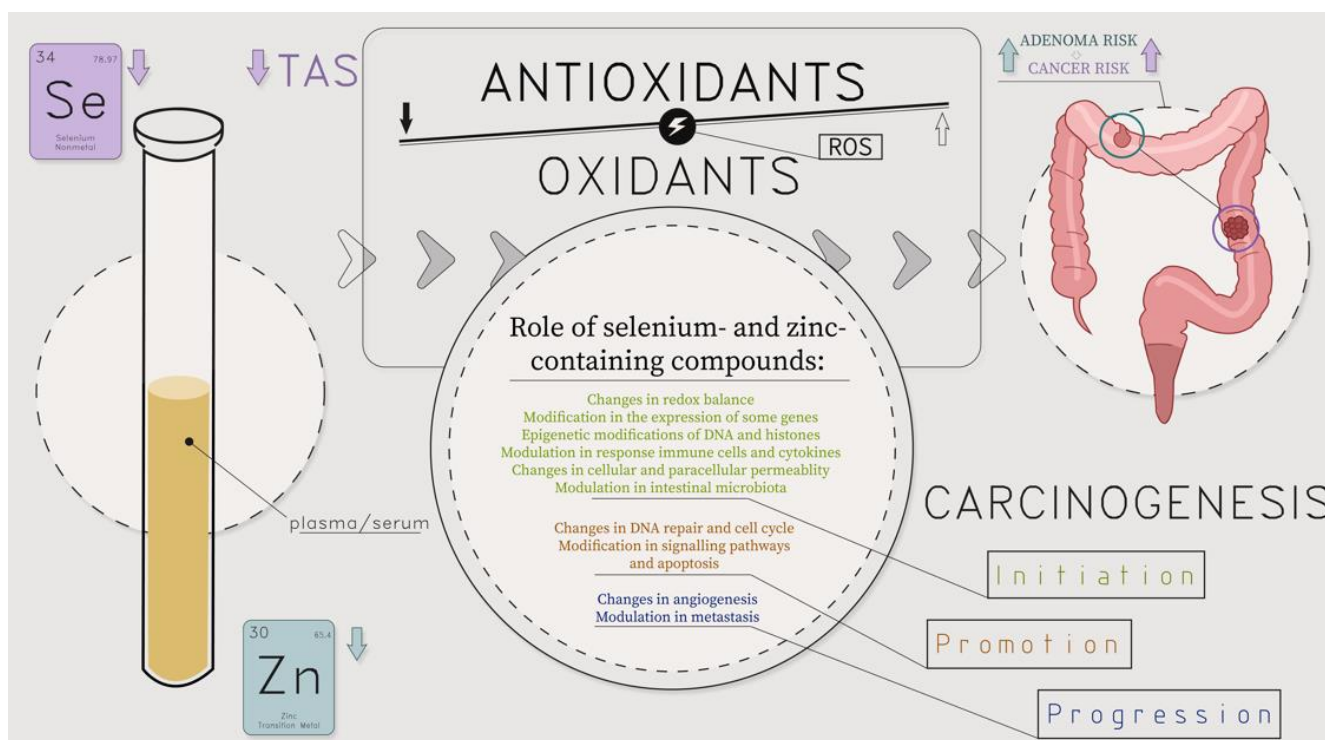 34 78.97
Se
Selenium
Nonmetal
TAS
ANTIOXIDANTS
ROS
OXIDANTS
ADENOMA RISK
CANCER RISK
Role of selenium- and zinc-
containing compounds:
Changes in redox balance
Modification in the expression of some genes
Epigenetic modifications of DNA and histones
Modulation in response immune cells and cytokines
Changes in cellular and paracellular permeablity
Modulation in intestinal microbiota
Changes in DNA repair and cell cycle
Modification in signalling pathways
and apoptosis
Changes in angiogenesis
Modulation in metastasis
plasma/serum
30 65.4
Zn
Zinc
Transition Metal
CARCINOGENESIS
Initiation
Promotion
Progression